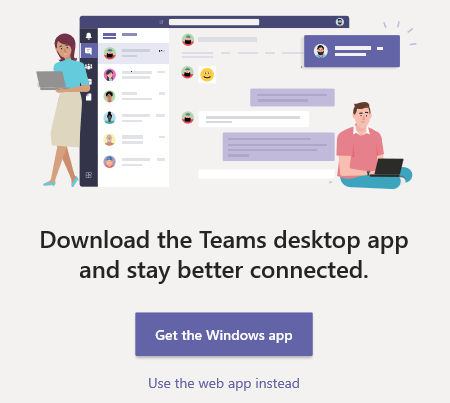 Download the Teams desktop app
and stay better connected.
Get the Windows app
Use the web app instead